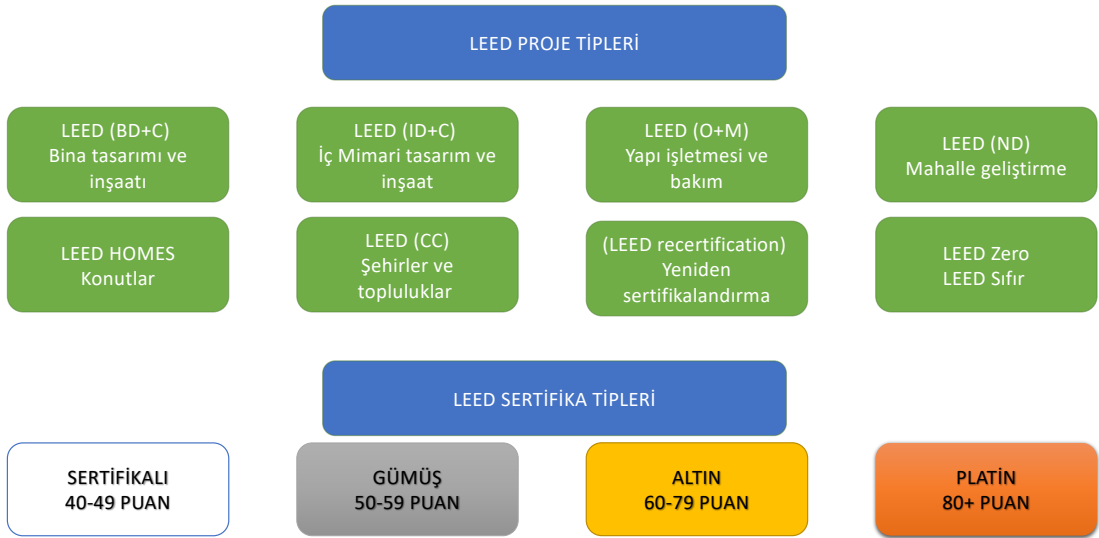 LEED PROJE TİPLERİ
LEED (BD+C)
Bina tasarımı ve
inşaatı
LEED (ID+C)
İç Mimari tasarım ve
inşaat
LEED (O+M)
Yapı işletmesi ve
bakım
LEED (ND)
Mahalle geliştirme
LEED HOMES
Konutlar
LEED (CC)
Şehirler ve
topluluklar
(LEED recertification)
Yeniden
sertifikalandırma
LEED Zero
LEED Sıfır
LEED SERTİFİKA TİPLERİ
SERTİFİKALI
40-49 PUAN
GÜMÜŞ
50-59 PUAN
ALTIN
60-79 PUAN
PLATİN
80+ PUAN